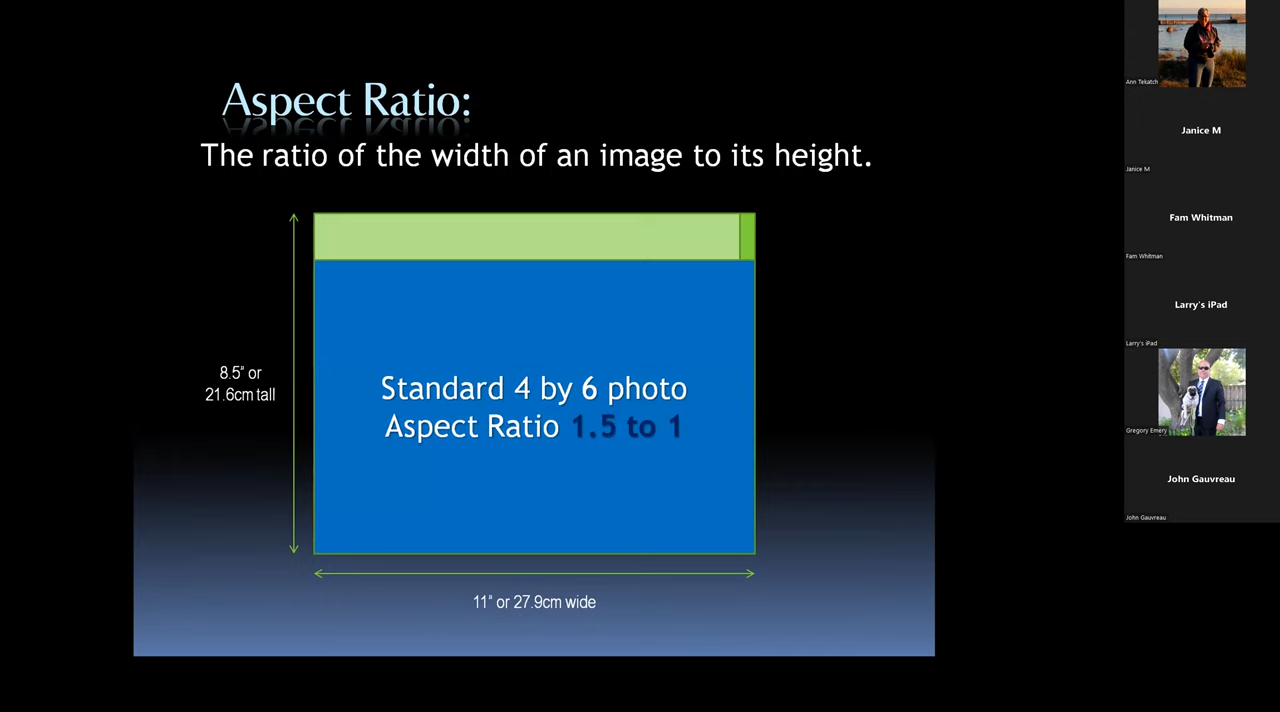 Aspect Ratio:
The ratio of the width of an image to its height.
8.5" or
21.6cm tall
Standard 4 by 6 photo
Aspect Ratio 1.5 to 1
11" or 27.9cm wide
Ann Tekatch
Janice M
Janice M
Fam Whitman
Fam Whitman
Larry's iPad
Larry's iPad
Gregory Emery
John Gauvreau
John Gauvreau